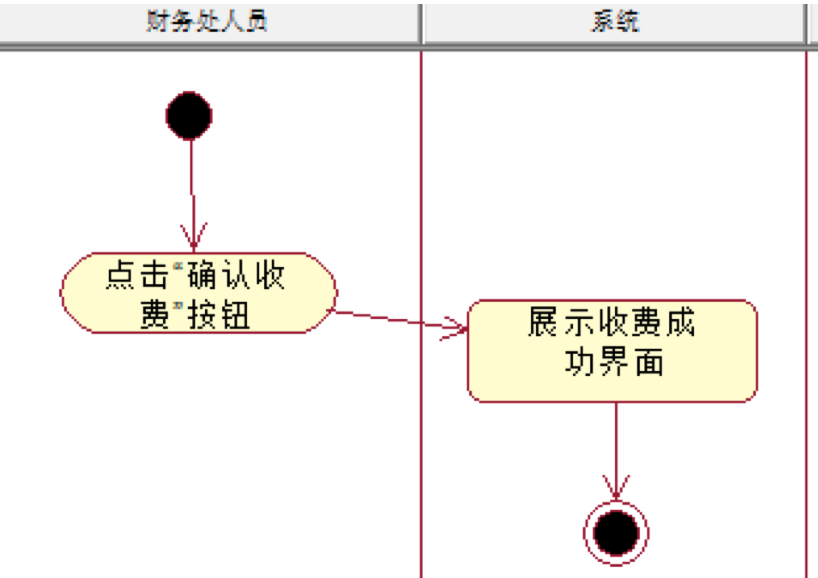 财务处人员
系统
点击“确认收
费”按钮
展示收费成
功界面